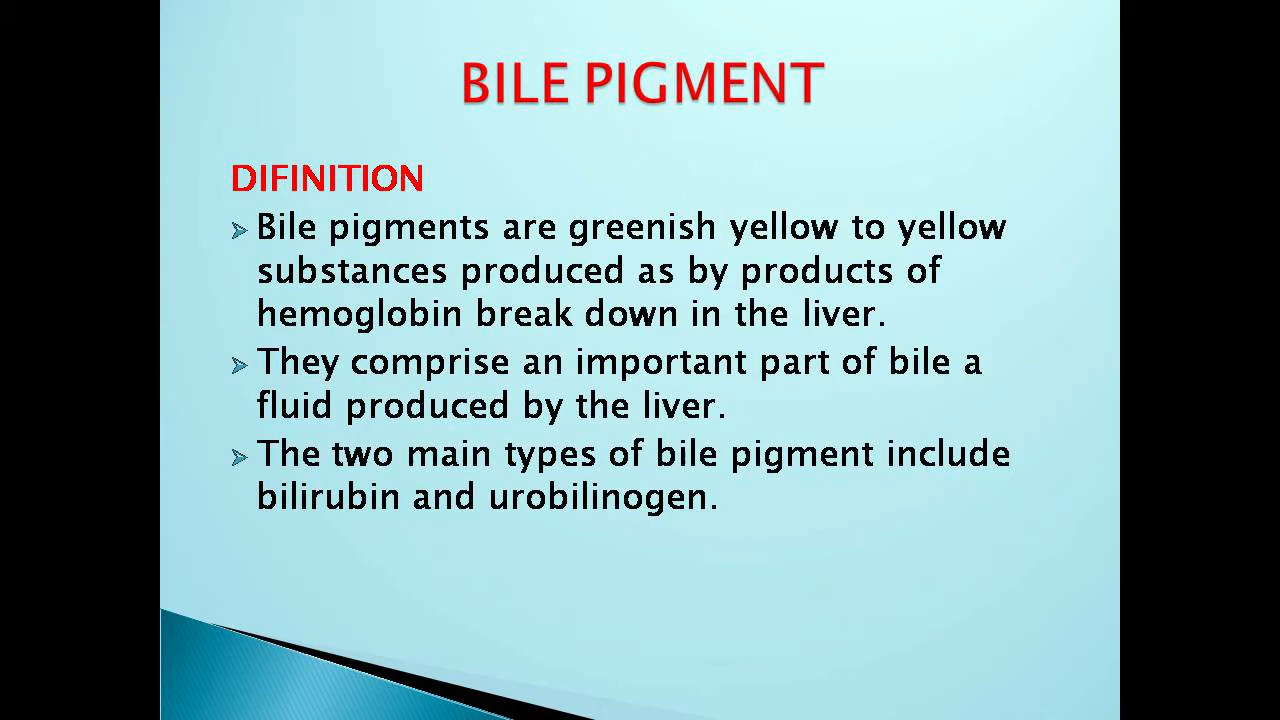 BILE PIGMENT
DIFINITION
Bile pigments are greenish yellow to yellow
substances produced as by products of
hemoglobin break down in the liver.
They comprise an important part of bile a
fluid produced by the liver.
The two main types of bile pigment include
bilirubin and urobilinogen.